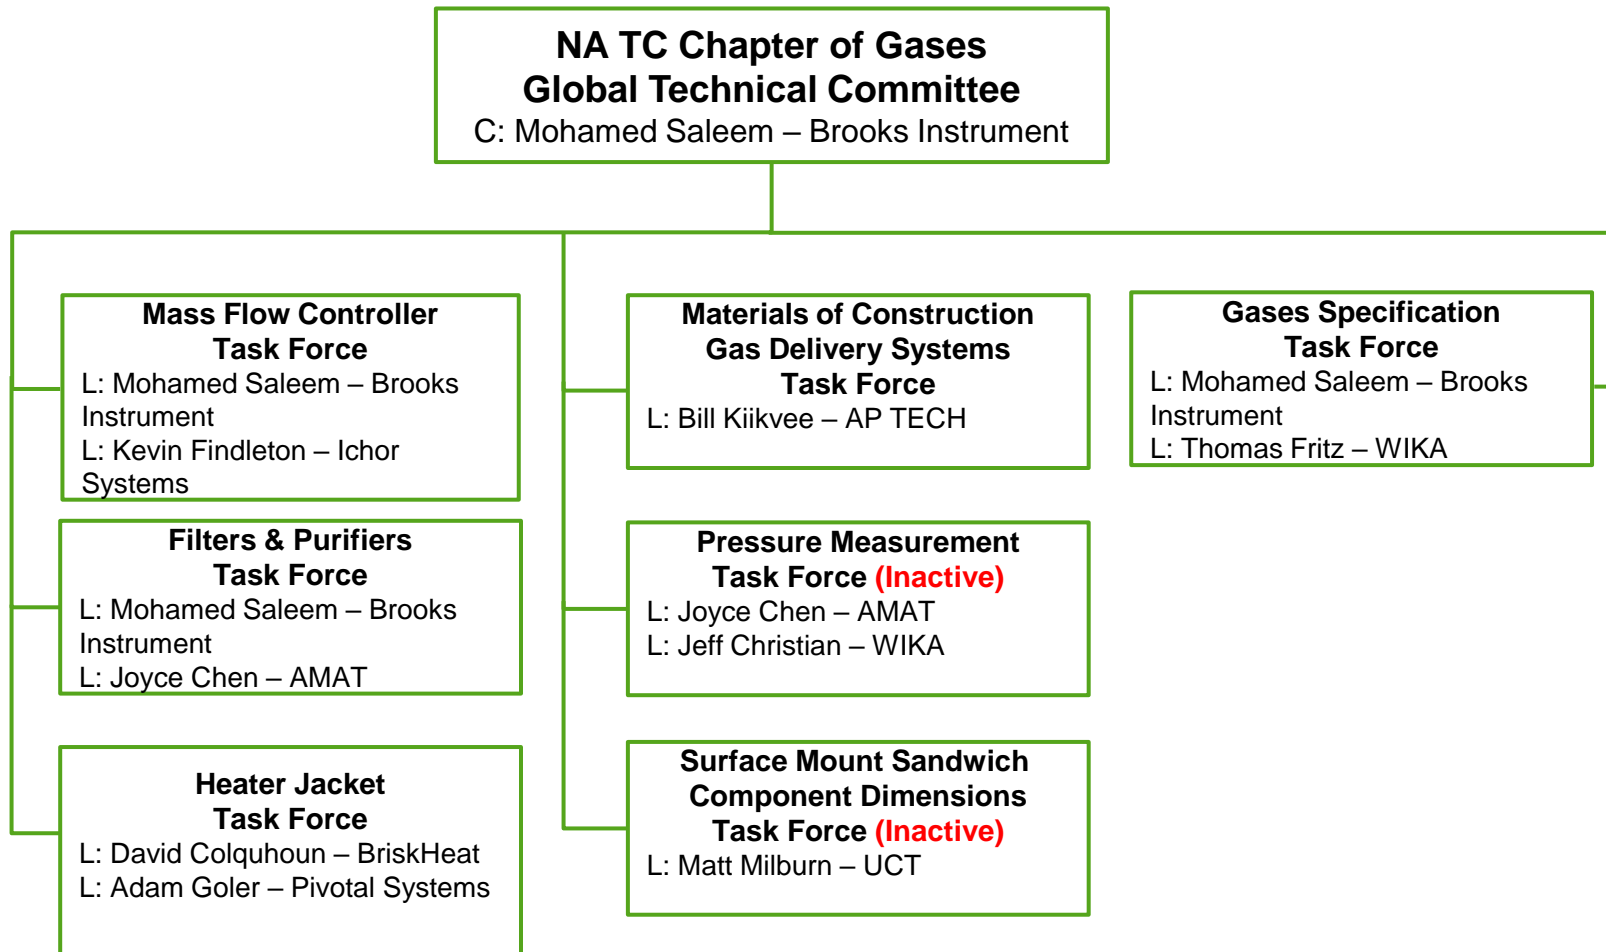 NA TC Chapter of Gases
Global Technical Committee
C: Mohamed Saleem – Brooks Instrument
Mass Flow Controller
Task Force
L: Mohamed Saleem – Brooks
Instrument
L: Kevin Findleton – Ichor
Systems
Filters & Purifiers
Task Force
L: Mohamed Saleem – Brooks
Instrument
L: Joyce Chen – AMAT
Heater Jacket
Task Force
L: David Colquhoun – BriskHeat
L: Adam Goler – Pivotal Systems
Materials of Construction
Gas Delivery Systems
Task Force
L: Bill Kiikvee – AP TECH
Pressure Measurement
Task Force (Inactive)
L: Joyce Chen – AMAT
L: Jeff Christian – WIKA
Surface Mount Sandwich
Component Dimensions
Task Force (Inactive)
L: Matt Milburn – UCT
Gases Specification
Task Force
L: Mohamed Saleem – Brooks
Instrument
L: Thomas Fritz – WIKA